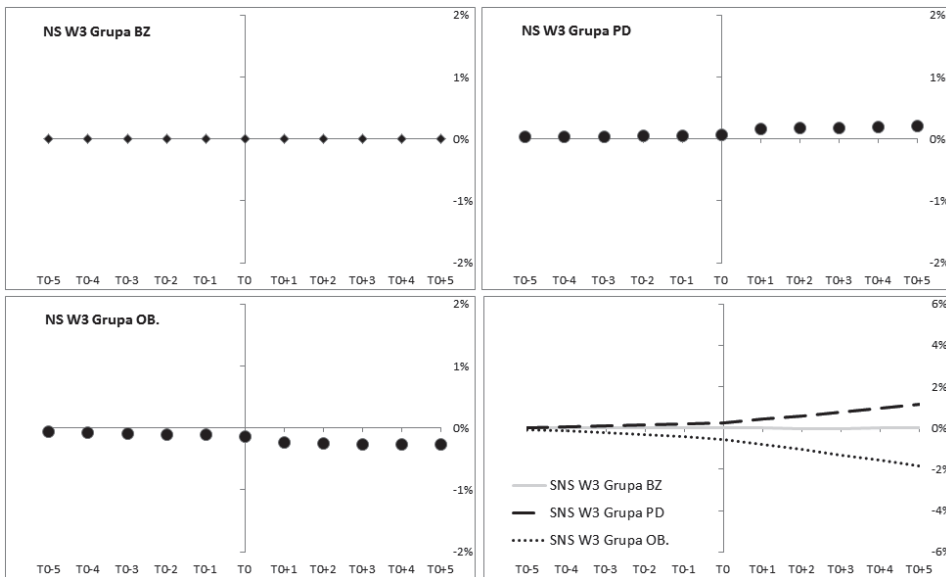 NS W3 Grupa BZ
2%
1%
0%
-1%
-2%
T0-5 T0-4 T0-3 T0-2 T0-1 T0 T0+1 T0+2 T0+3 T0+4 T0+5
NS W3 Grupa PD
2%
1%
0%
-1%
-2%
T0-5 T0-4 T0-3 T0-2 T0-1 T0 T0+1 T0+2 T0+3 T0+4 T0+5
NS W3 Grupa OB.
2%
1%
0%
-1%
-2%
T0-5 T0-4 T0-3 T0-2 T0-1 T0 T0+1 T0+2 T0+3 T0+4 T0+5
6%
4%
2%
0%
-2%
-4%
-6%
SNS W3 Grupa BZ
SNS W3 Grupa PD
SNS W3 Grupa OB.
T0-5 T0-4 T0-3 T0-2 T0-1 T0 T0+1 T0+2 T0+3 T0+4 T0+5